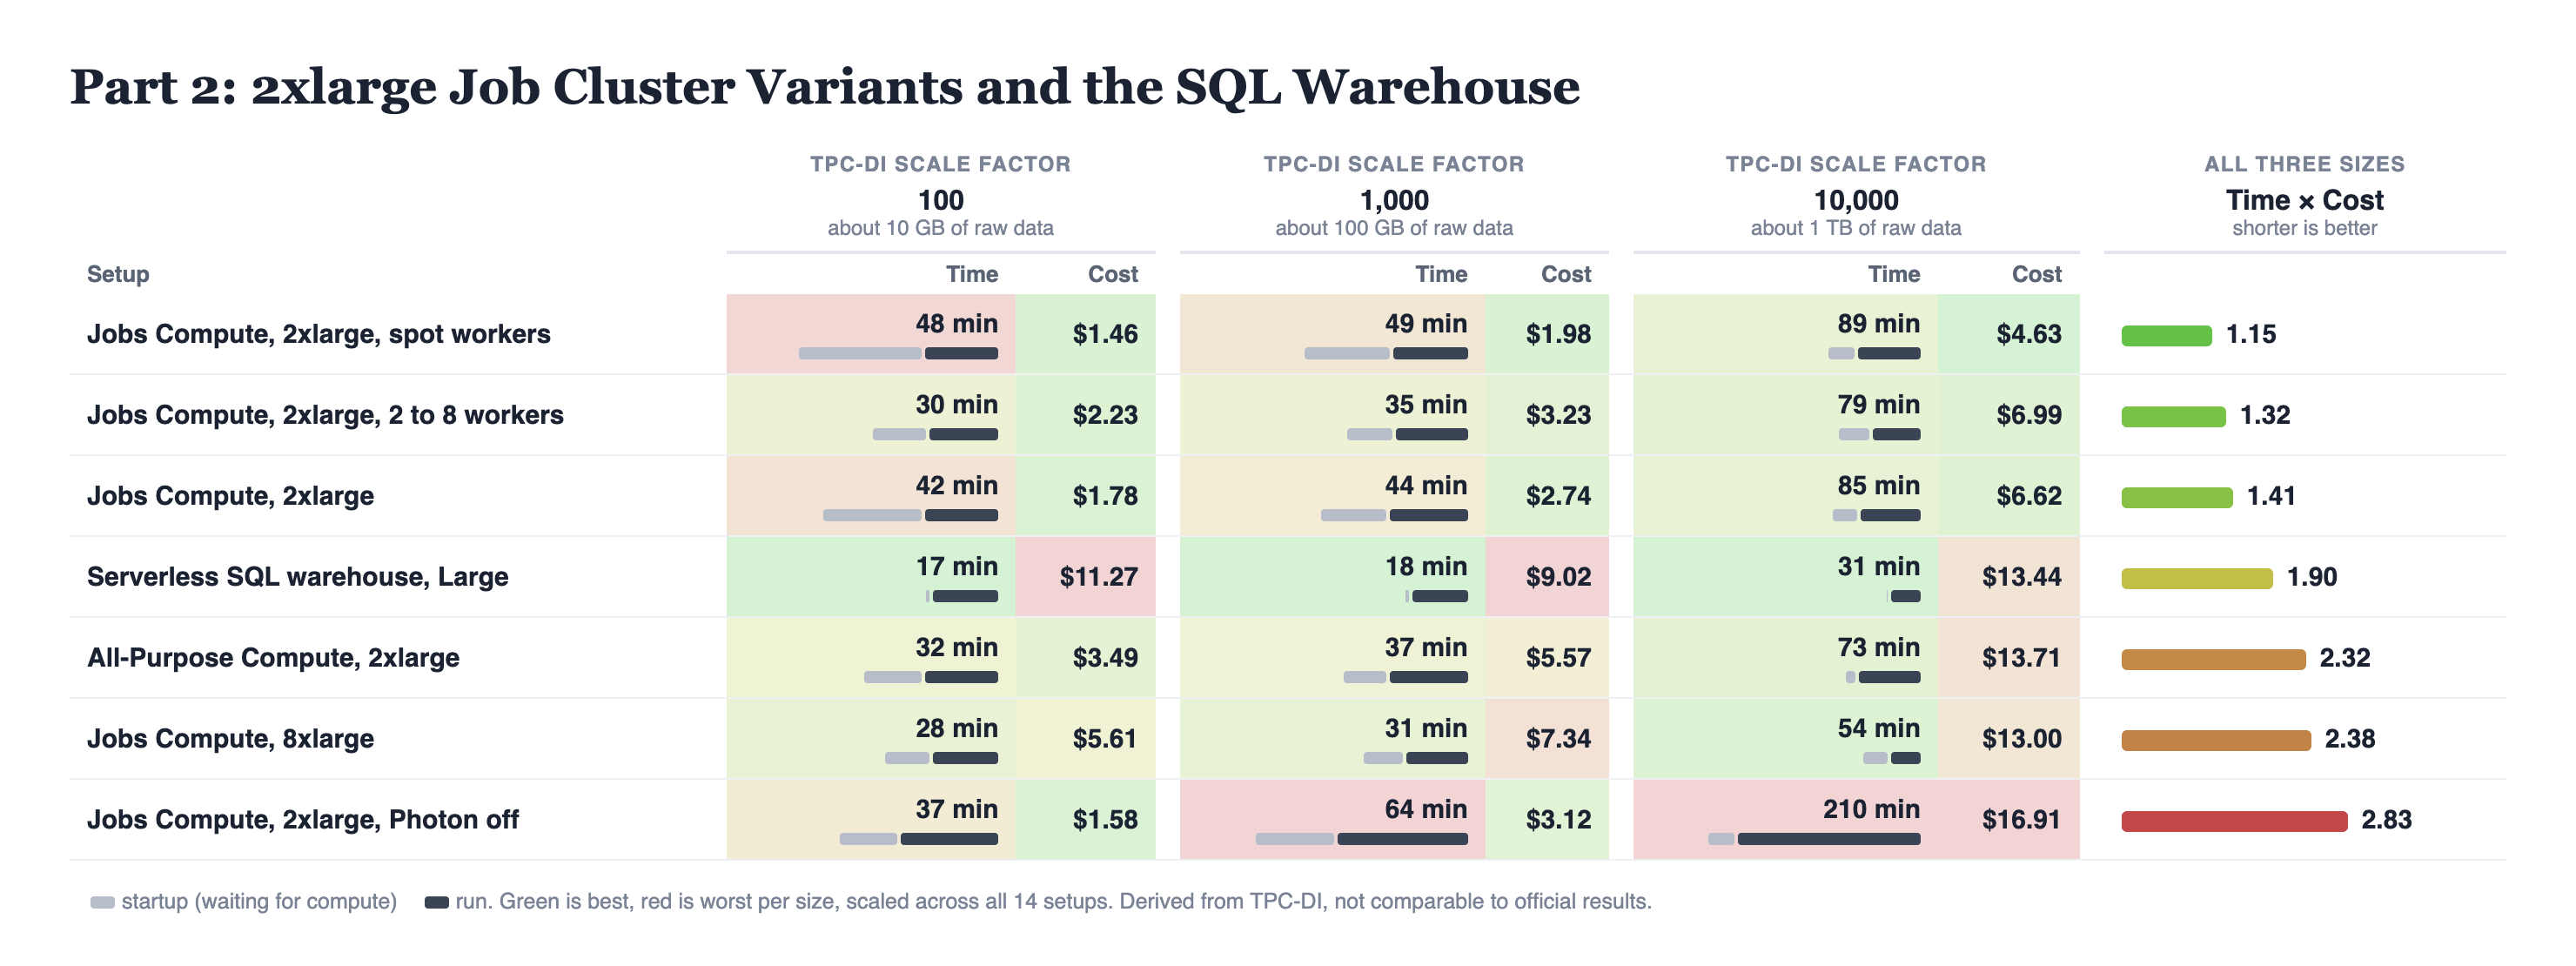 Part 2: 2xlarge Job Cluster Variants and the SQL Warehouse
TPC-DI SCALE FACTOR TPC-DI SCALE FACTOR TPC-DI SCALE FACTOR ALL THREE SIZES
100 1,000 10,000 Time × Cost
about 10 GB of raw data about 100 GB of raw data about 1 TB of raw data shorter is better
Setup Time Cost Time Cost Time Cost
Jobs Compute, 2xlarge, spot workers 48 min $1.46 49 min $1.98 89 min $4.63 1.15
Jobs Compute, 2xlarge, 2 to 8 workers 30 min $2.23 35 min $3.23 79 min $6.99 1.32
Jobs Compute, 2xlarge 42 min $1.78 44 min $2.74 85 min $6.62 1.41
Serverless SQL warehouse, Large 17 min $11.27 18 min $9.02 31 min $13.44 1.90
All-Purpose Compute, 2xlarge 32 min $3.49 37 min $5.57 73 min $13.71 2.32
Jobs Compute, 8xlarge 28 min $5.61 31 min $7.34 54 min $13.00 2.38
Jobs Compute, 2xlarge, Photon off 37 min $1.58 64 min $3.12 210 min $16.91 2.83
startup (waiting for compute) run. Green is best, red is worst per size, scaled across all 14 setups. Derived from TPC-DI, not comparable to official results.